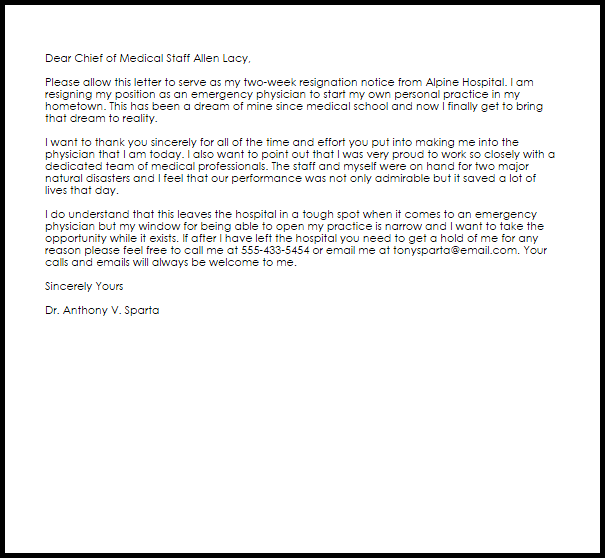 Dear Chief of Medical Staff Allen Lacy,
Please allow this letter to serve as my two-week resignation notice from Alpine Hospital. I am
resigning my position as an emergency physician to start my own personal practice in my
hometown. This has been a dream of mine since medical school and now I finally get to bring
that dream to reality.
I want to thank you sincerely for all of the time and effort you put into making me into the
physician that I am today. I also want to point out that I was very proud to work so closely with a
dedicated team of medical professionals. The staff and myself were on hand for two major
natural disasters and I feel that our performance was not only admirable but it saved a lot of
lives that day.
I do understand that this leaves the hospital in a tough spot when it comes to an emergency
physician but my window for being able to open my practice is narrow and I want to take the
opportunity while it exists. If after I have left the hospital you need to get a hold of me for any
reason please feel free to call me at 555-433-5454 or email me at tonysparta@email.com. Your
calls and emails will always be welcome to me.
Sincerely Yours
Dr. Anthony V. Sparta